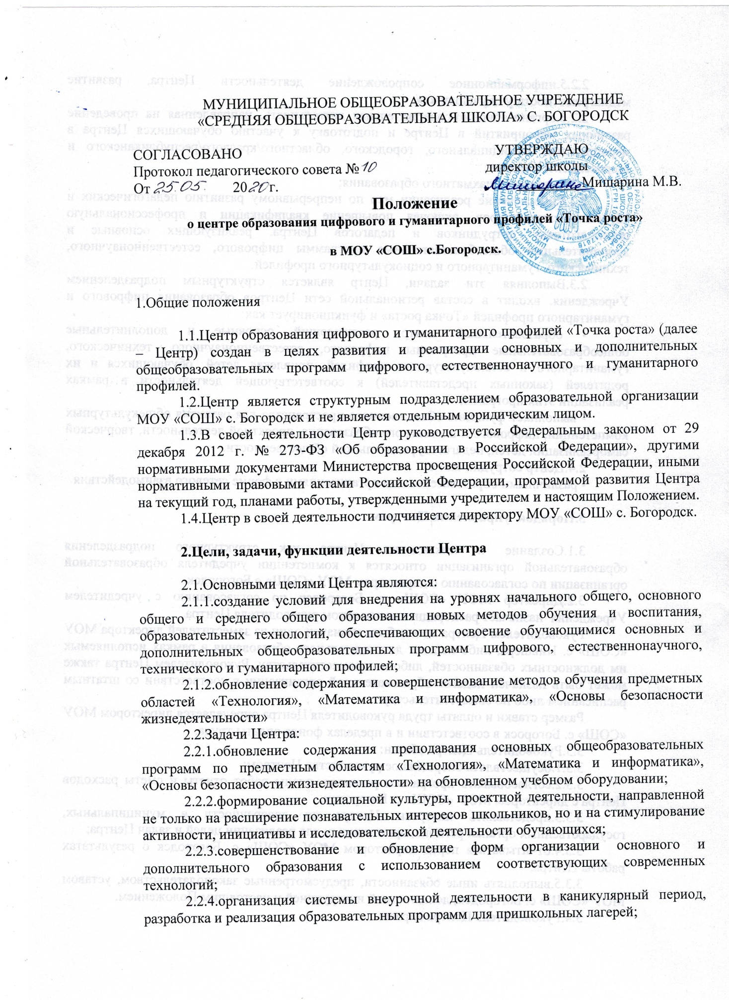 МУНИЦИПАЛЬНОЕ ОБЩЕОБРАЗОВАТЕЛЬНОЕ УЧРЕЖДЕНИЕ
«СРЕДНЯЯ ОБЩЕОБРАЗОВАТЕЛЬНАЯ ШКОЛА» С. БОГОРОДСК
СОГЛАСОВАНО
Протокол педагогического совета № 10
От 25.05. 2020 г.
УТВЕРЖДАЮ
директор школы
Мишарина М.В.
Положение
о центре образования цифрового и гуманитарного профилей «Точка роста»
в МОУ «СОШ» с.Богородск.
1.Общие положения
1.1.Центр образования цифрового и гуманитарного профилей «Точка роста» (далее
– Центр) создан в целях развития и реализации основных и дополнительных
общеобразовательных программ цифрового, естественнонаучного и гуманитарного
профилей.
1.2.Центр является структурным подразделением образовательной организации
МОУ «СОШ» с. Богородск и не является отдельным юридическим лицом.
1.3.В своей деятельности Центр руководствуется Федеральным законом от 29
декабря 2012 г. № 273-ФЗ «Об образовании в Российской Федерации», другими
нормативными документами Министерства просвещения Российской Федерации, иными
нормативными правовыми актами Российской Федерации, программой развития Центра
на текущий год, планами работы, утвержденными учредителем и настоящим Положением.
1.4.Центр в своей деятельности подчиняется директору МОУ «СОШ» с. Богородск.
2.Цели, задачи, функции деятельности Центра
2.1.Основными целями Центра являются:
2.1.1.создание условий для внедрения на уровнях начального общего, основного
общего и среднего общего образования новых методов обучения и воспитания,
образовательных технологий, обеспечивающих освоение обучающимися основных и
дополнительных общеобразовательных программ цифрового, естественнонаучного,
технического и гуманитарного профилей;
2.1.2.обновление содержания и совершенствование методов обучения предметных
областей «Технология», «Математика и информатика», «Основы безопасности
жизнедеятельности»
2.2.Задачи Центра:
2.2.1.обновление содержания преподавания основных общеобразовательных
программ по предметным областям «Технология», «Математика и информатика»,
«Основы безопасности жизнедеятельности» на обновленном учебном оборудовании;
2.2.2.формирование социальной культуры, проектной деятельности, направленной
не только на расширение познавательных интересов школьников, но и на стимулирование
активности, инициативы и исследовательской деятельности обучающихся;
2.2.3.совершенствование и обновление форм организации основного и
дополнительного образования с использованием соответствующих современных
технологий;
2.2.4.организация системы внеурочной деятельности в каникулярный период,
разработка и реализация образовательных программ для пришкольных лагерей;